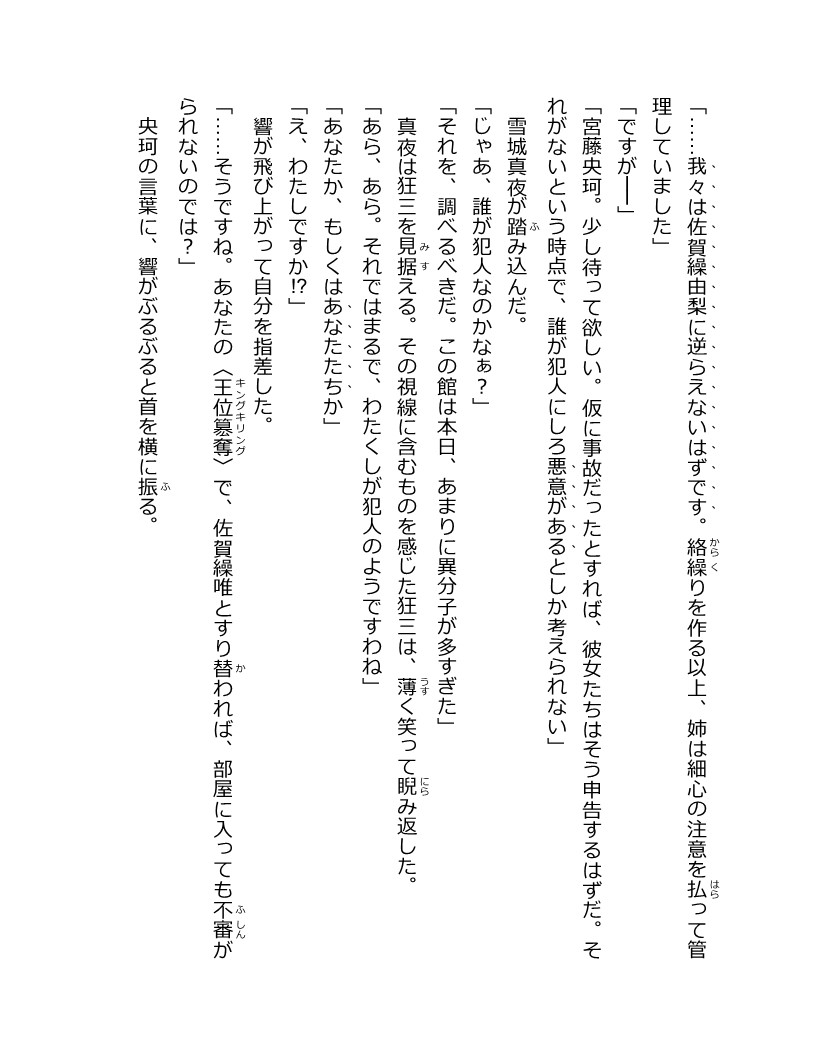 「……我々は佐賀繰由梨に逆らえないはずです。絡繰りを作る以上、姉は細心の注意を払って管
理していました」
「ですが――」
「宮藤央珂。少し待って欲しい。仮に事故だったとすれば、彼女たちはそう申告するはずだ。そ
れがないという時点で、誰が犯人にしろ悪意があるとしか考えられない」
雪城真夜が踏み込んだ。
「じゃあ、誰が犯人なのかなぁ？」
「それを、調べるべきだ。この館は本日、あまりに異分子が多すぎた」
真夜は狂三を見据える。その視線に含むものを感じた狂三は、薄く笑って睨み返した。
「あら、あら。それではまるで、わたくしが犯人のようですわね」
「あなたか、もしくはあなたたちか」
「え、わたしですか⁉」
響が飛び上がって自分を指差した。
「……そうですね。あなたの〈王位簒奪〉で、佐賀繰唯とすり替われば、部屋に入っても不審が
られないのでは？」
央珂の言葉に、響がぶるぶると首を横に振る。